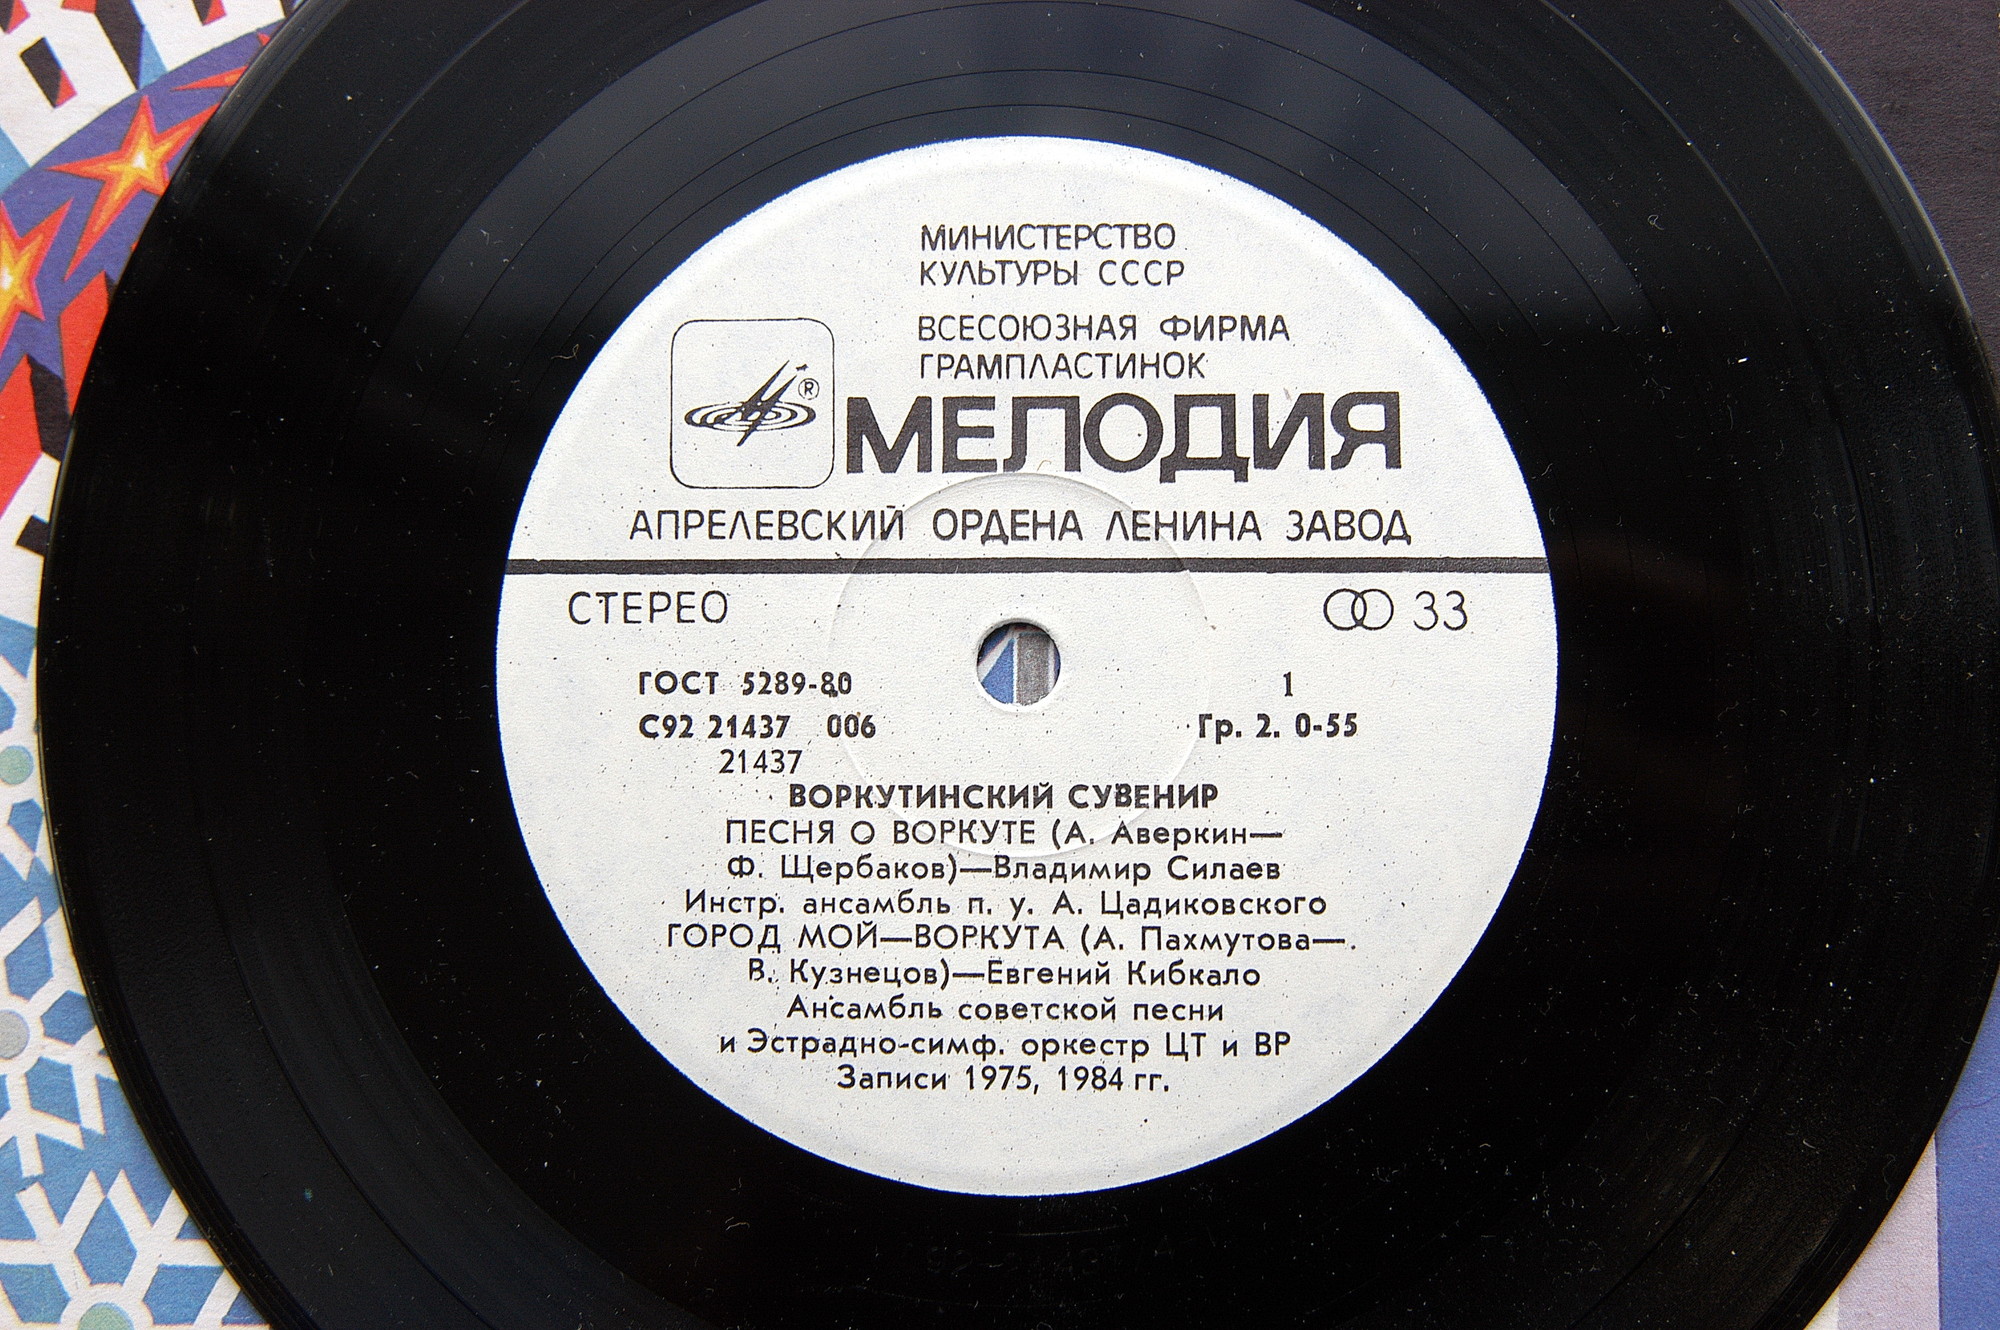 МИНИСТЕРСТВО
КУЛЬТУРЫ СССР
ВСЕСОЮЗНАЯ ФИРМА
ГРАМПЛАСТИНОК
®
МЕЛОДИЯ
АПРЕЛЕВСКИЙ ОРДЕНА ЛЕНИНА ЗАВОД
СТЕРЕО 33
ГОСТ 5289-80 1
С92 21437 006 Гр. 2. 0-55
21437
ВОРКУТИНСКИЙ СУВЕНИР
ПЕСНЯ О ВОРКУТЕ (А. Аверкин—
Ф. Щербаков)—Владимир Силаев
Инстр. ансамбль п. у. А. Цадиковского
ГОРОД МОЙ—ВОРКУТА (А. Пахмутова—
В. Кузнецов)—Евгений Кибкало
Ансамбль советской песни
и Эстрадно-симф. оркестр ЦТ и ВР
Записи 1975, 1984 гг.